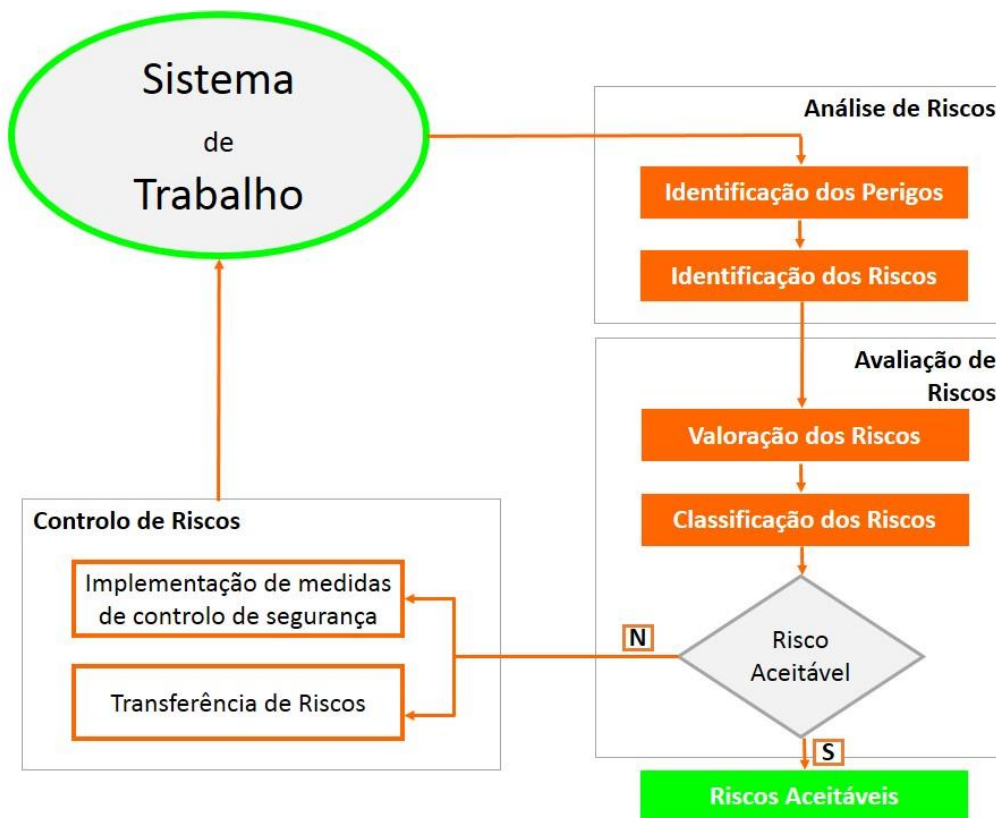 Sistema
de
Trabalho
Análise de Riscos
Identificação dos Perigos
Identificação dos Riscos
Avaliação de
Riscos
Valoração dos Riscos
Classificação dos Riscos
Risco
Aceitável
N
S
Controlo de Riscos
Implementação de medidas
de controlo de segurança
Transferência de Riscos
Riscos Aceitáveis